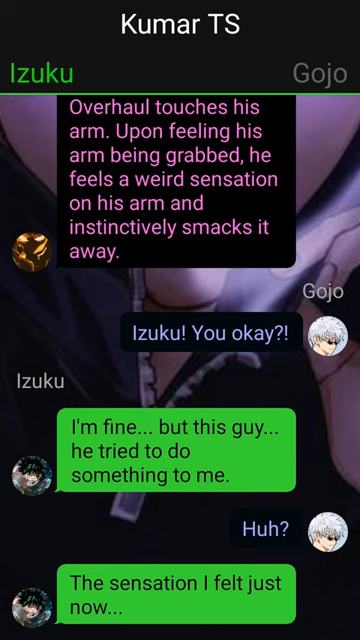 Kumar TS
Izuku
Gojo
Overhaul touches his
arm. Upon feeling his
arm being grabbed, he
feels a weird sensation
on his arm and
instinctively smacks it
away.
Gojo
Izuku! You okay?!
Izuku
I'm fine... but this guy...
he tried to do
something to me.
Huh?
The sensation I felt just
now...